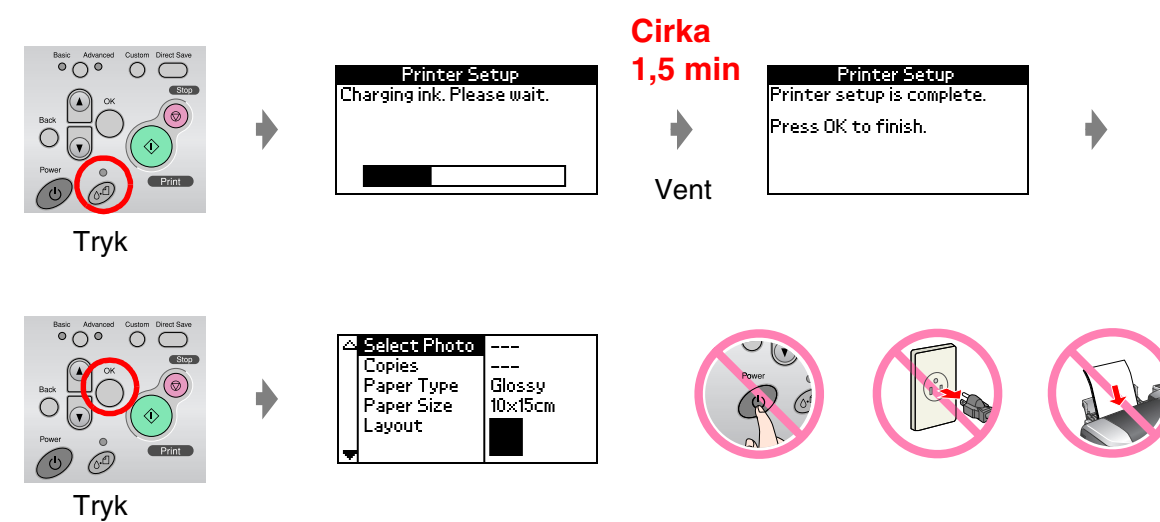 Basic Advanced Custom Direct Save
Stop
OK
Back
Power
Print
Tryk
Printer Setup
Charging ink. Please wait.
Cirka
1,5 min
Vent
Printer Setup
Printer setup is complete.
Press OK to finish.
Basic Advanced Custom Direct Save
Stop
OK
Back
Power
Print
Tryk
Select Photo ---
Copies ---
Paper Type Glossy
Paper Size 10x15cm
Layout
Power